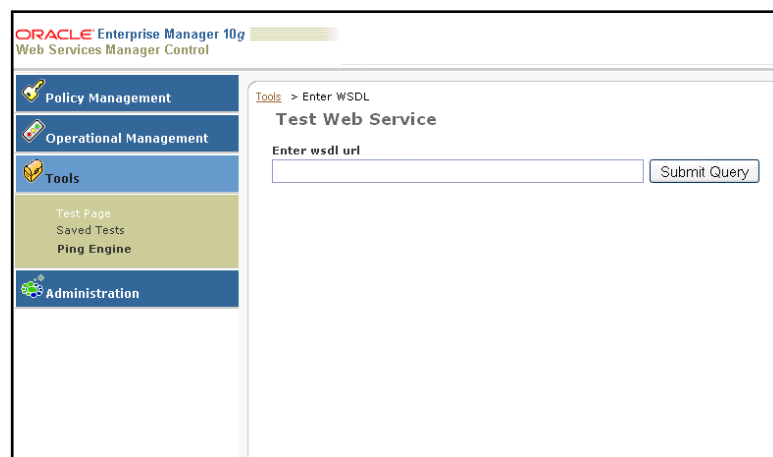 ORACLE Enterprise Manager 10g
Web Services Manager Control
Policy Management
Operational Management
Tools
Test Page
Saved Tests
Ping Engine
Administration
Tools > Enter WSDL
Test Web Service
Enter wsdl url
Submit Query